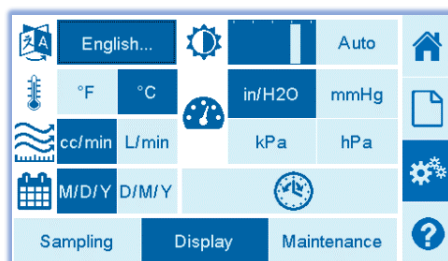 A
English...
Auto
°F °C
in/H2O mmHg
cc/min L/min
kPa hPa
M/D/Y D/M/Y
Sampling Display Maintenance
?